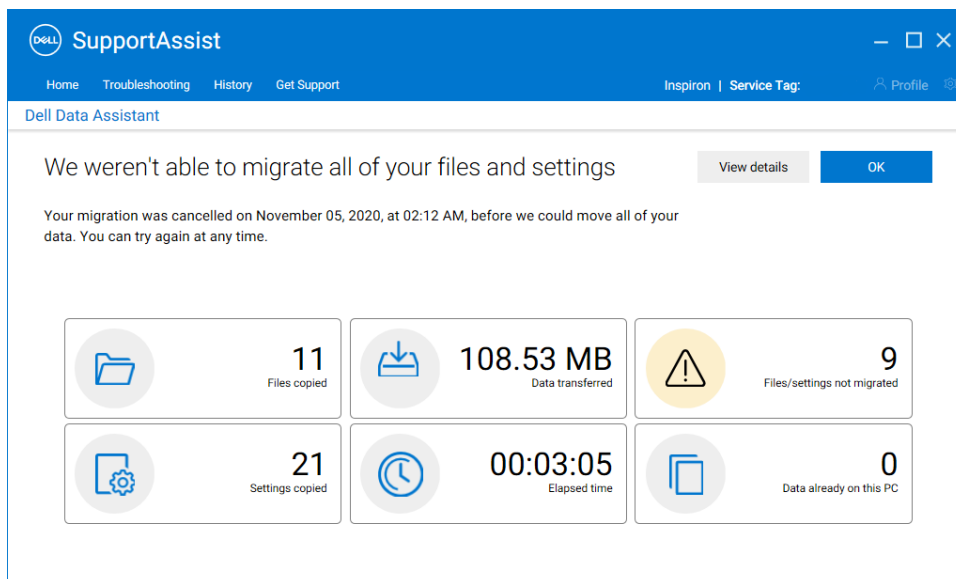 DELL SupportAssist
Home Troubleshooting History Get Support Inspiron | Service Tag: Profile
Dell Data Assistant
We weren't able to migrate all of your files and settings View details OK
Your migration was cancelled on November 05, 2020, at 02:12 AM, before we could move all of your
data. You can try again at any time.
11
Files copied
108.53 MB
Data transferred
9
Files/settings not migrated
21
Settings copied
00:03:05
Elapsed time
0
Data already on this PC